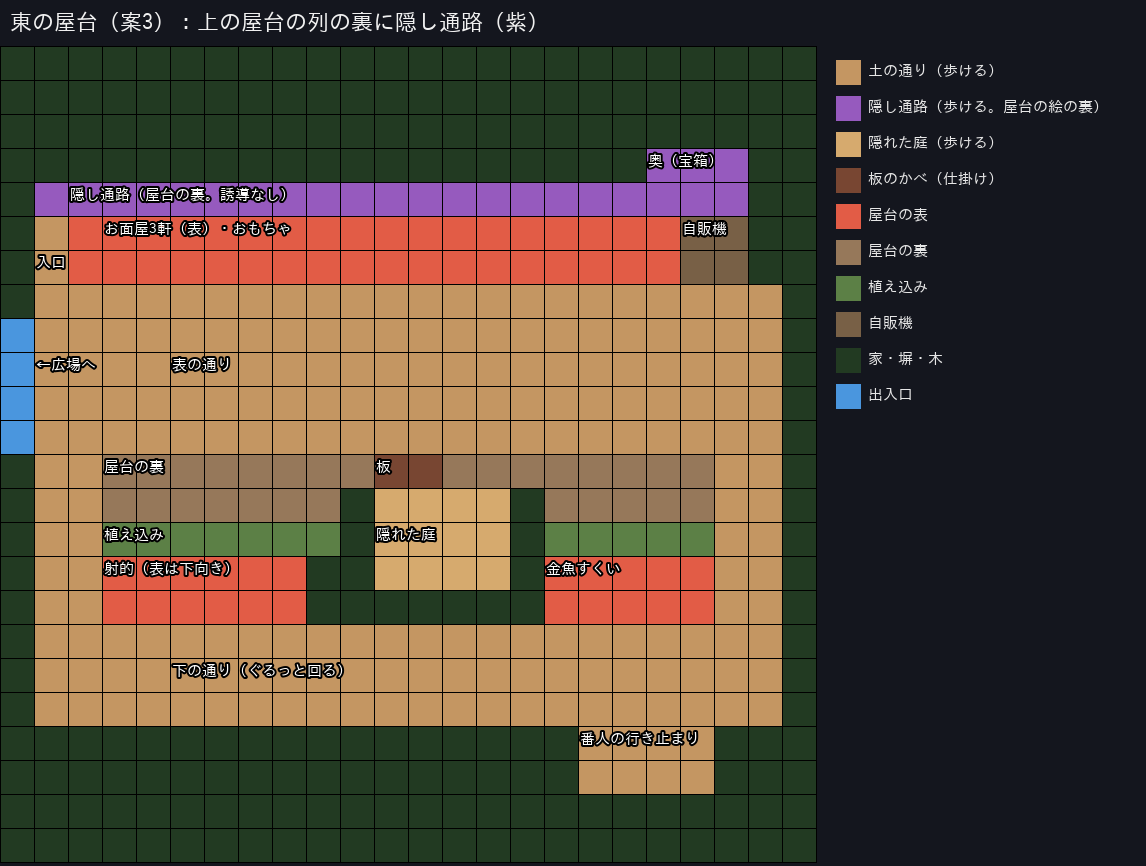 東の屋台（案3）：上の屋台の列の裏に隠し通路（紫）
土の通り（歩ける）
隠し通路（歩ける。屋台の絵の裏）
隠れた庭（歩ける）
板のかべ（仕掛け）
屋台の表
屋台の裏
植え込み
自販機
家・塀・木
出入口
奥（宝箱）
隠し通路（屋台の裏。誘導なし）
お面屋3軒（表）・おもちゃ
自販機
入口
←広場へ
表の通り
屋台の裏
板
植え込み
隠れた庭
射的（表は下向き）
金魚すくい
下の通り（ぐるっと回る）
番人の行き止まり